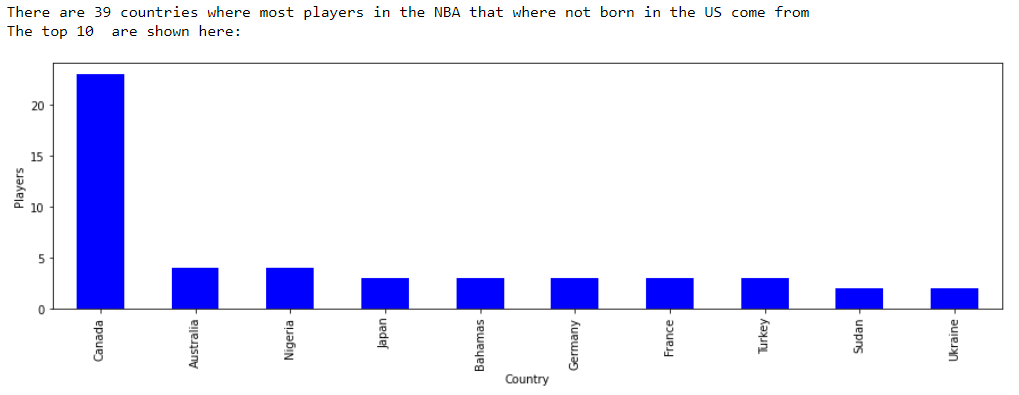 There are 39 countries where most players in the NBA that where not born in the US come from
The top 10  are shown here:
20
15
10
5
0
Players
Canada
Australia
Nigeria
Japan
Bahamas
Germany
France
Turkey
Sudan
Ukraine
Country